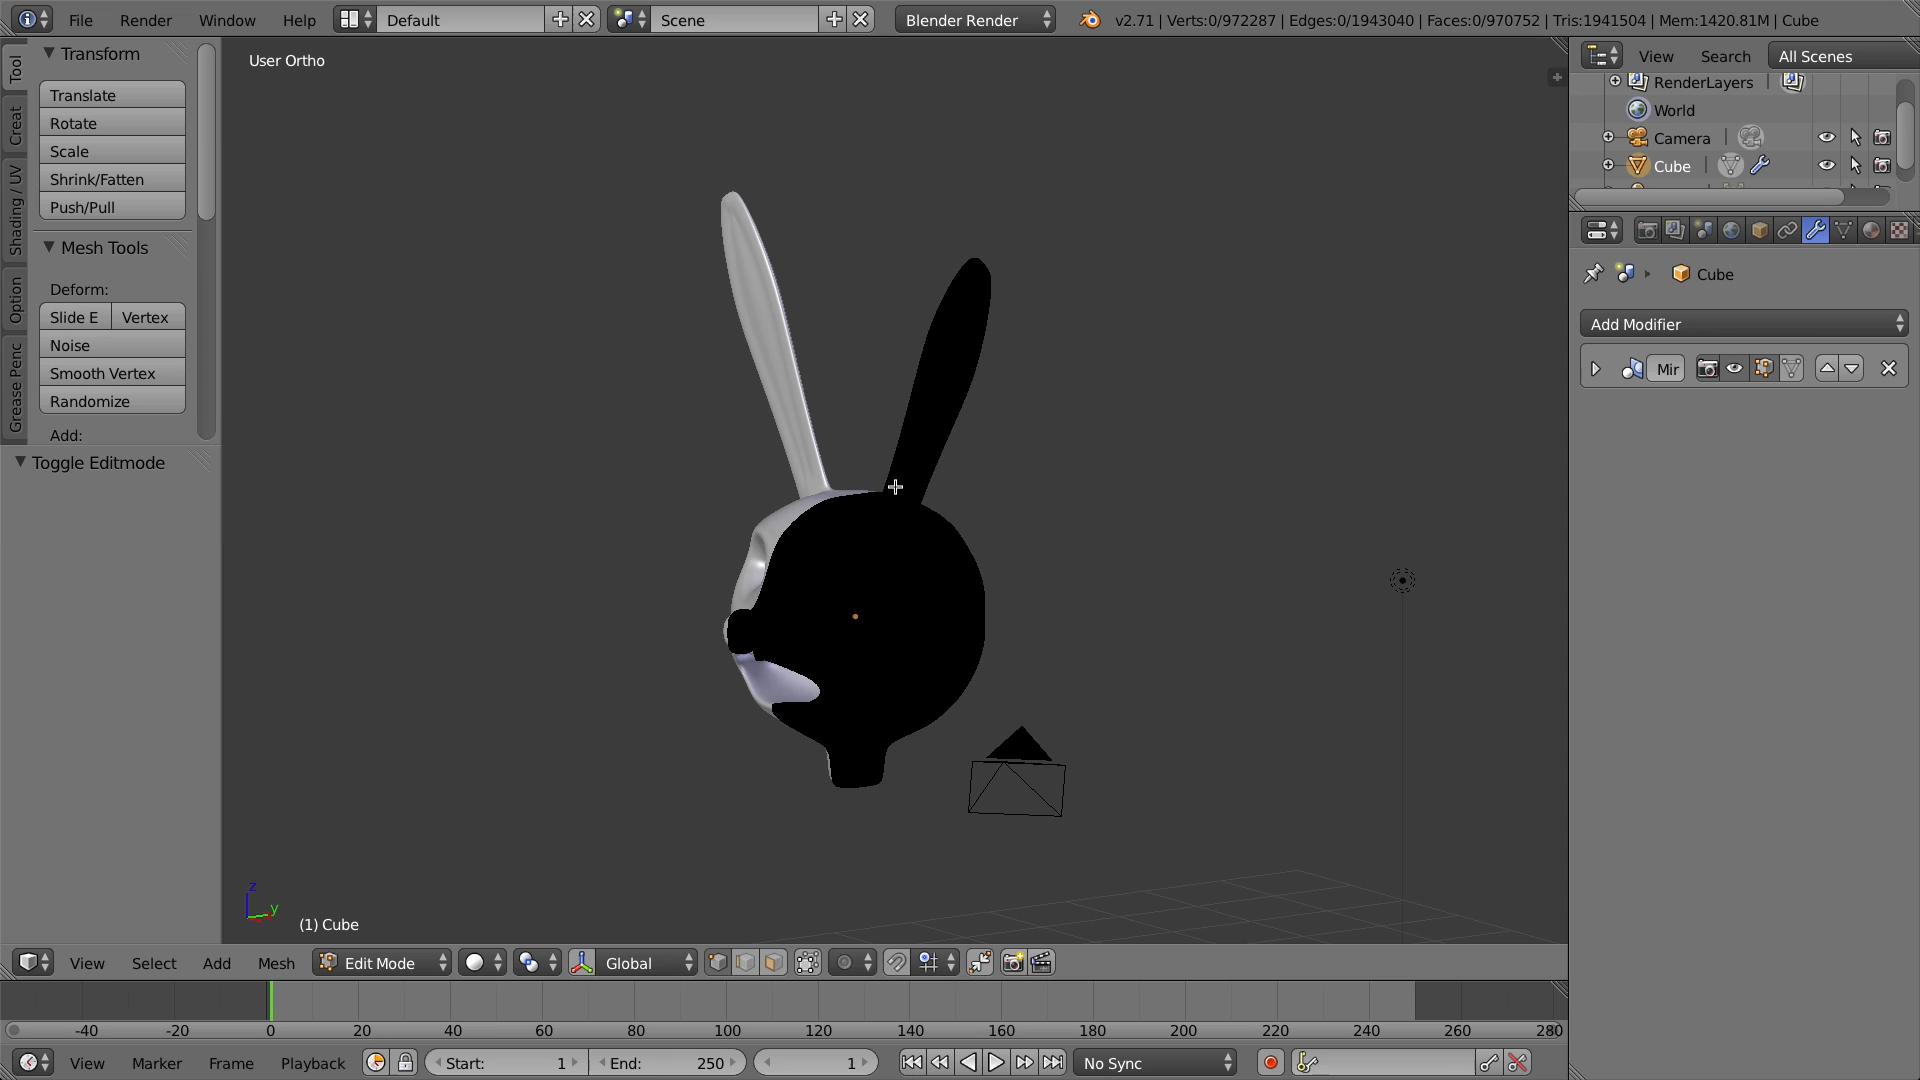 File Render Window Help Default Scene Blender Render v2.71 | Verts:0/972287 | Edges:0/1943040 | Faces:0/970752 | Tris:1941504 | Mem:1420.81M | Cube
Tool
Creat
Shading / UV
Option
Grease Penc
Transform
Translate
Rotate
Scale
Shrink/Fatten
Push/Pull
Mesh Tools
Deform:
Slide E Vertex
Noise
Smooth Vertex
Randomize
Add:
Toggle Editmode
User Ortho
z
y
(1) Cube
View Search All Scenes
RenderLayers
World
Camera
Cube
Cube
Add Modifier
Mir
View Select Add Mesh Edit Mode Global
-40 -20 0 20 40 60 80 100 120 140 160 180 200 220 240 260 280
View Marker Frame Playback Start: 1 End: 250 1 No Sync